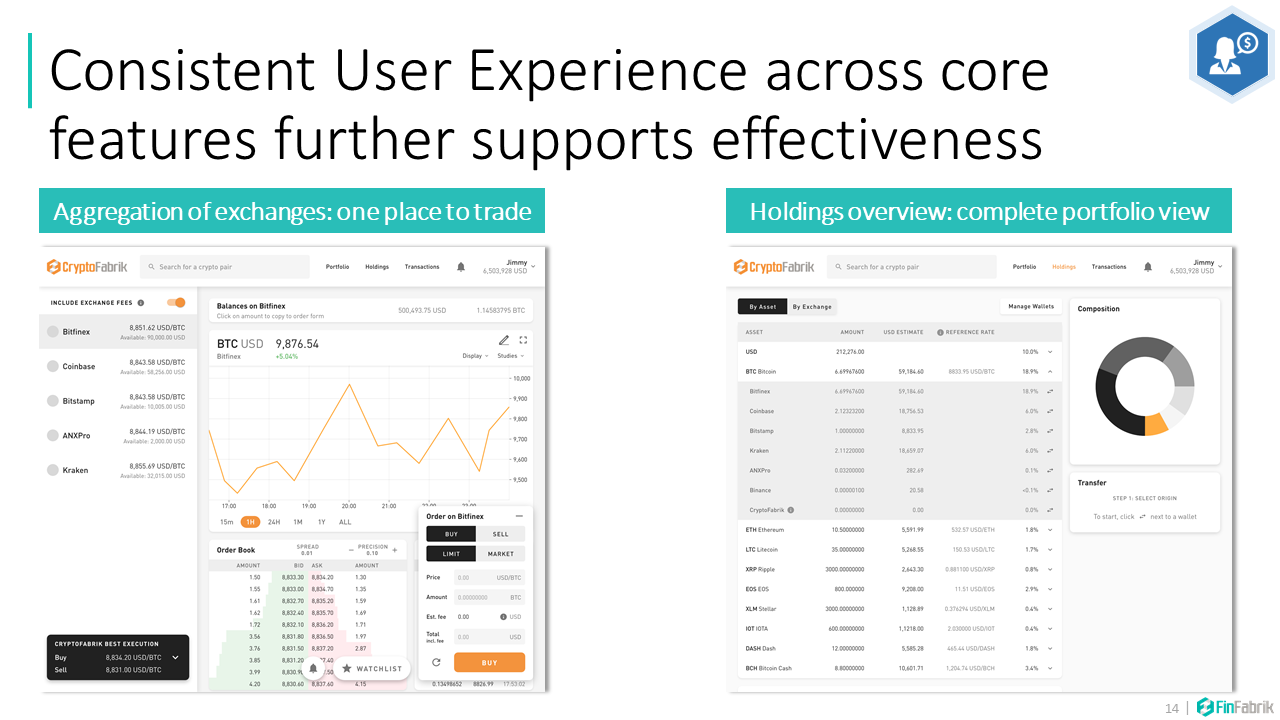 Consistent User Experience across core
features further supports effectiveness
Aggregation of exchanges: one place to trade
CryptoFabrik
Search for a crypto pair
Portfolio Holdings Transactions
Jimmy
6,503,928 USD
INCLUDE EXCHANGE FEES
Bitfinex 8,851.62 USD/BTC
Available: 90,000.00 USD
Coinbase 8,843.58 USD/BTC
Available: 58,256.00 USD
Bitstamp 8,843.58 USD/BTC
Available: 10,005.00 USD
ANXPro 8,844.19 USD/BTC
Available: 2,000.00 USD
Kraken 8,855.69 USD/BTC
Available: 32,015.00 USD
CRYPTOFABRIK BEST EXECUTION
Buy 8,834.20 USD/BTC
Sell 8,831.00 USD/BTC
Balances on Bitfinex
Click on amount to copy to order form
500,493.75 USD 1.14583795 BTC
BTC USD 9,876.54
Bitfinex +5.04%
Display Studies
10,000
9,900
9,800
9,700
9,600
9,500
17:00 18:00 19:00 20:00 21:00 22:00
15m 1H 24H 1M 1Y ALL
Order Book SPREAD 0.01 PRECISION 0.10
AMOUNT BID ASK AMOUNT
1.50 8,833.30 8,834.20 1.30
1.55 8,833.00 8,834.70 1.35
1.61 8,832.70 8,835.20 1.59
1.62 8,832.40 8,835.70 1.69
1.72 8,832.10 8,836.20 1.71
3.56 8,831.80 8,836.50 1.97
3.76 8,831.50 8,837.20 2.87
3.85 8,831.20
3.99
4.20 8,830.60 8,837.60 4.15
WATCHLIST
Order on Bitfinex
BUY SELL
LIMIT MARKET
Price 0.00 USD/BTC
Amount 0.00000000 BTC
Est. fee 0.00 USD
Total
incl. fee 0.00 USD
BUY
0.13498652 8826.99 17:53:02
Holdings overview: complete portfolio view
CryptoFabrik
Search for a crypto pair
Portfolio Holdings Transactions
Jimmy
6,503,928 USD
By Asset By Exchange
Manage Wallets
ASSET AMOUNT USD ESTIMATE REFERENCE RATE
USD 212,276.00 10.0%
BTC Bitcoin 6.69967600 59,184.60 8833.95 USD/BTC 18.9%
Bitfinex 6.69967600 59,184.60 18.9%
Coinbase 2.12323200 18,756.53 6.0%
Bitstamp 1.00000000 8,833.95 2.8%
Kraken 2.11220000 18,659.07 6.0%
ANXPro 0.03200000 282.69 0.1%
Binance 0.00000100 20.58 <0.1%
CryptoFabrik 0.00000000 0.00 0.0%
ETH Ethereum 10.50000000 5,591.99 532.57 USD/ETH 1.8%
LTC Litecoin 35.00000000 5,268.55 150.53 USD/LTC 1.7%
XRP Ripple 3000.00000000 2,643.30 0.881100 USD/XRP 0.8%
EOS EOS 800.000000 9,208.00 11.51 USD/EOS 2.9%
XLM Stellar 3000.00000000 1,128.89 0.376294 USD/XLM 0.4%
IOT IOTA 600.00000000 1,1218.00 2.030000 USD/IOT 0.4%
DASH Dash 12.00000000 5,585.28 465.44 USD/DASH 1.8%
BCH Bitcoin Cash 8.80000000 10,601.71 1,204.74 USD/BCH 3.4%
Composition
Transfer
STEP 1: SELECT ORIGIN
To start, click next to a wallet
14 | FinFabrik